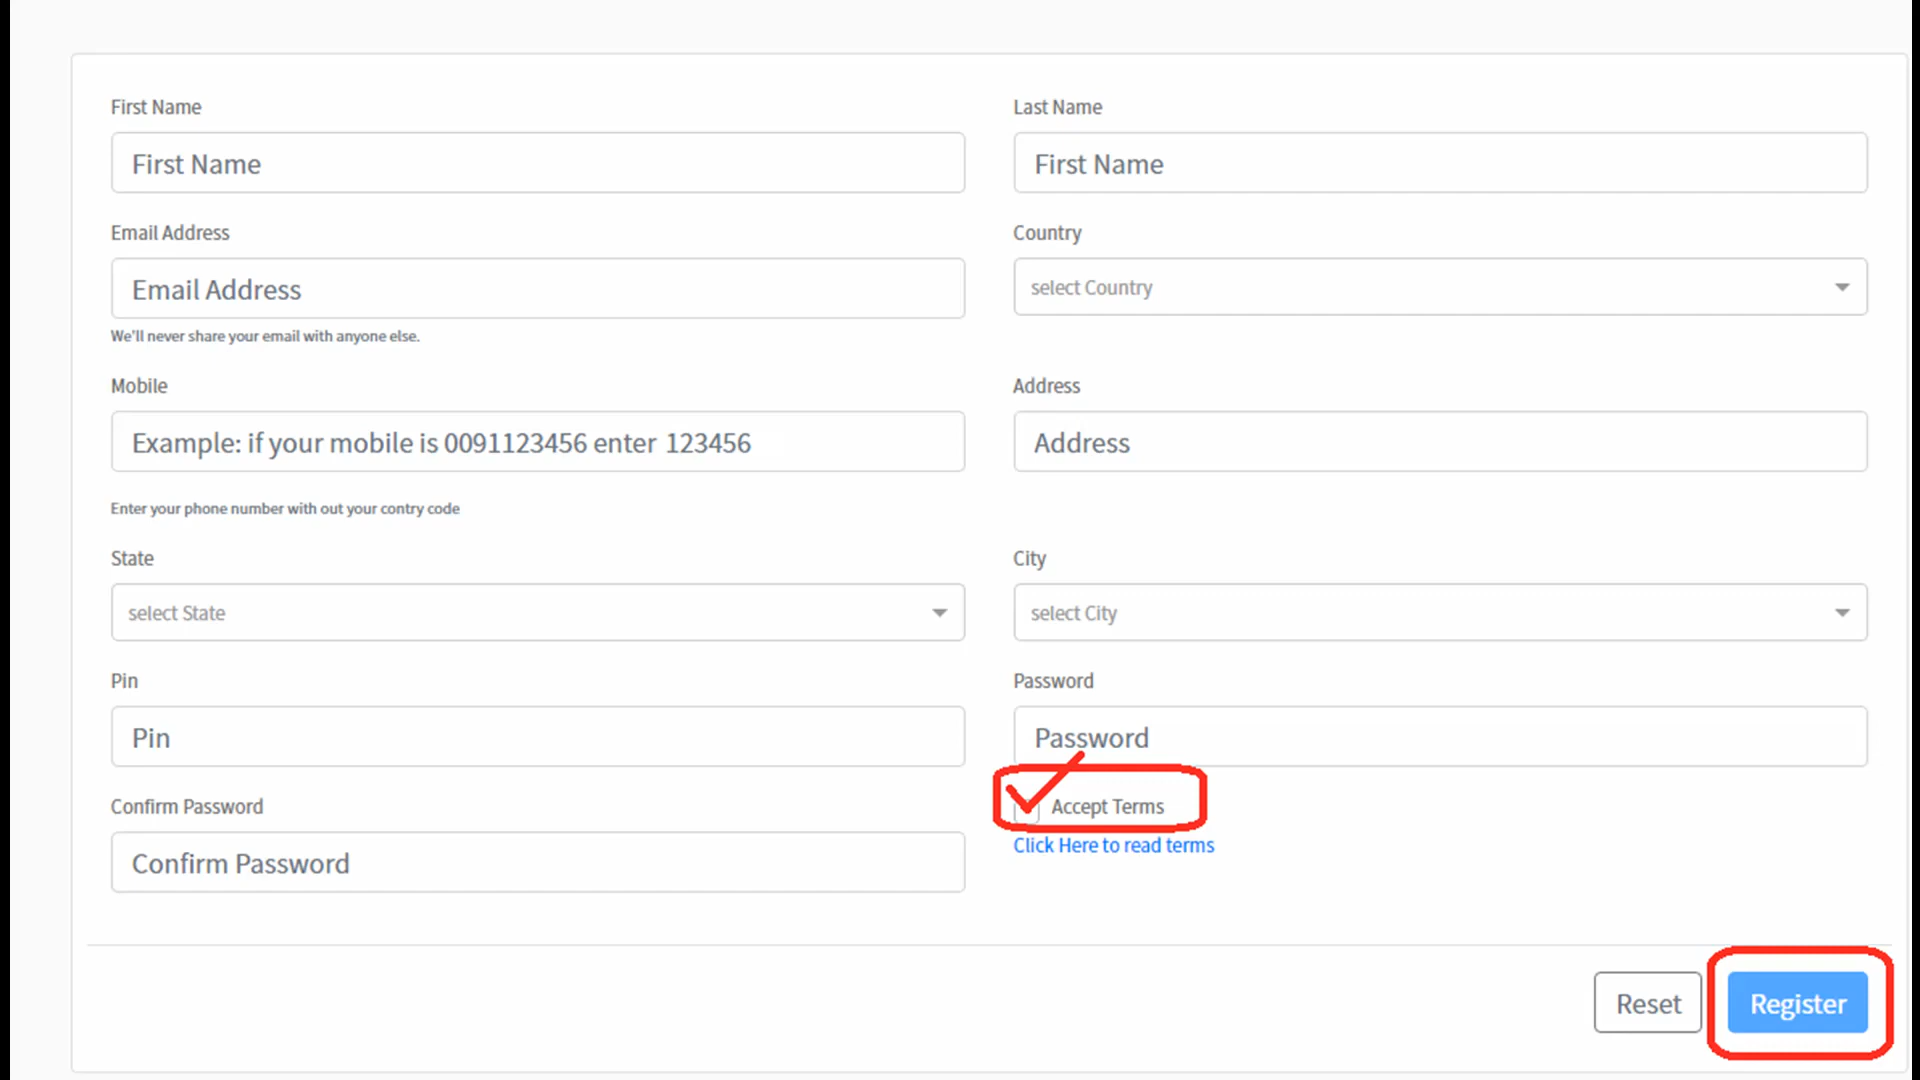 First Name
Last Name
First Name
First Name
Email Address
Country
Email Address
select Country
We'll never share your email with anyone else.
Mobile
Address
Example: if your mobile is 0091123456 enter 123456
Address
Enter your phone number with out your contry code
State
City
select State
select City
Pin
Password
Pin
Password
Confirm Password
Accept Terms
Click Here to read terms
Confirm Password
Reset
Register